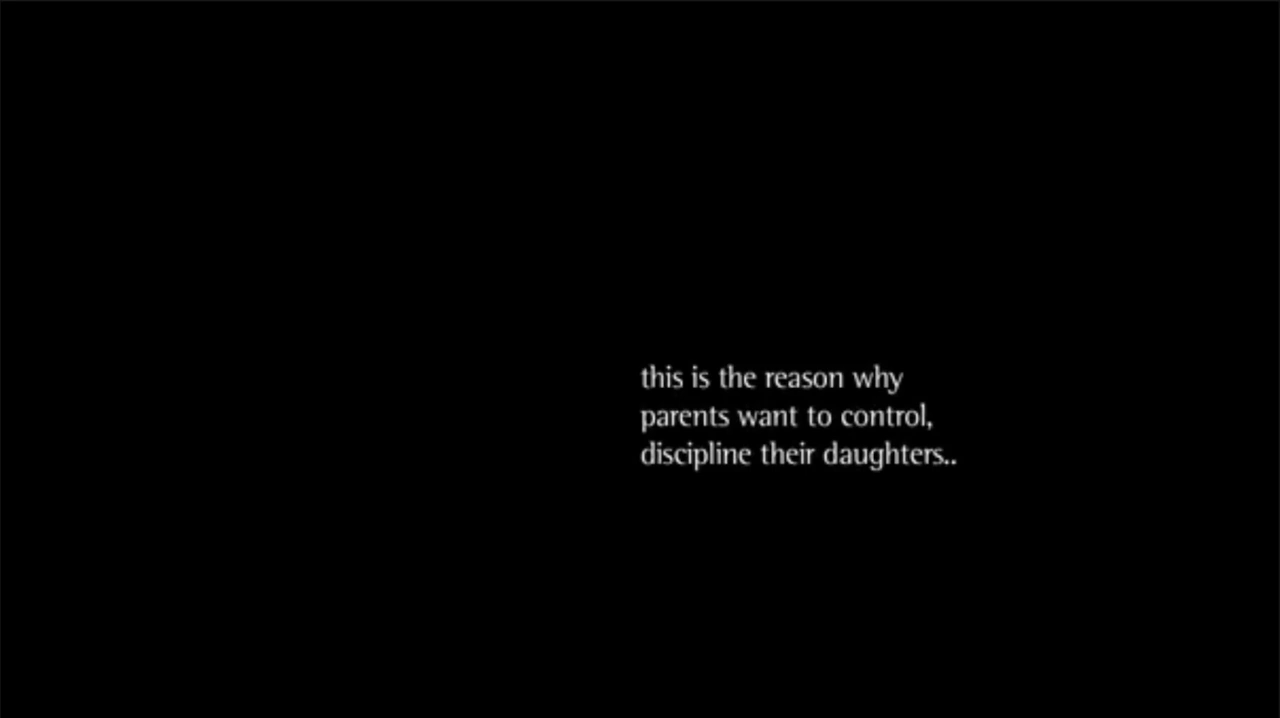 this is the reason why
parents want to control,
discipline their daughters..